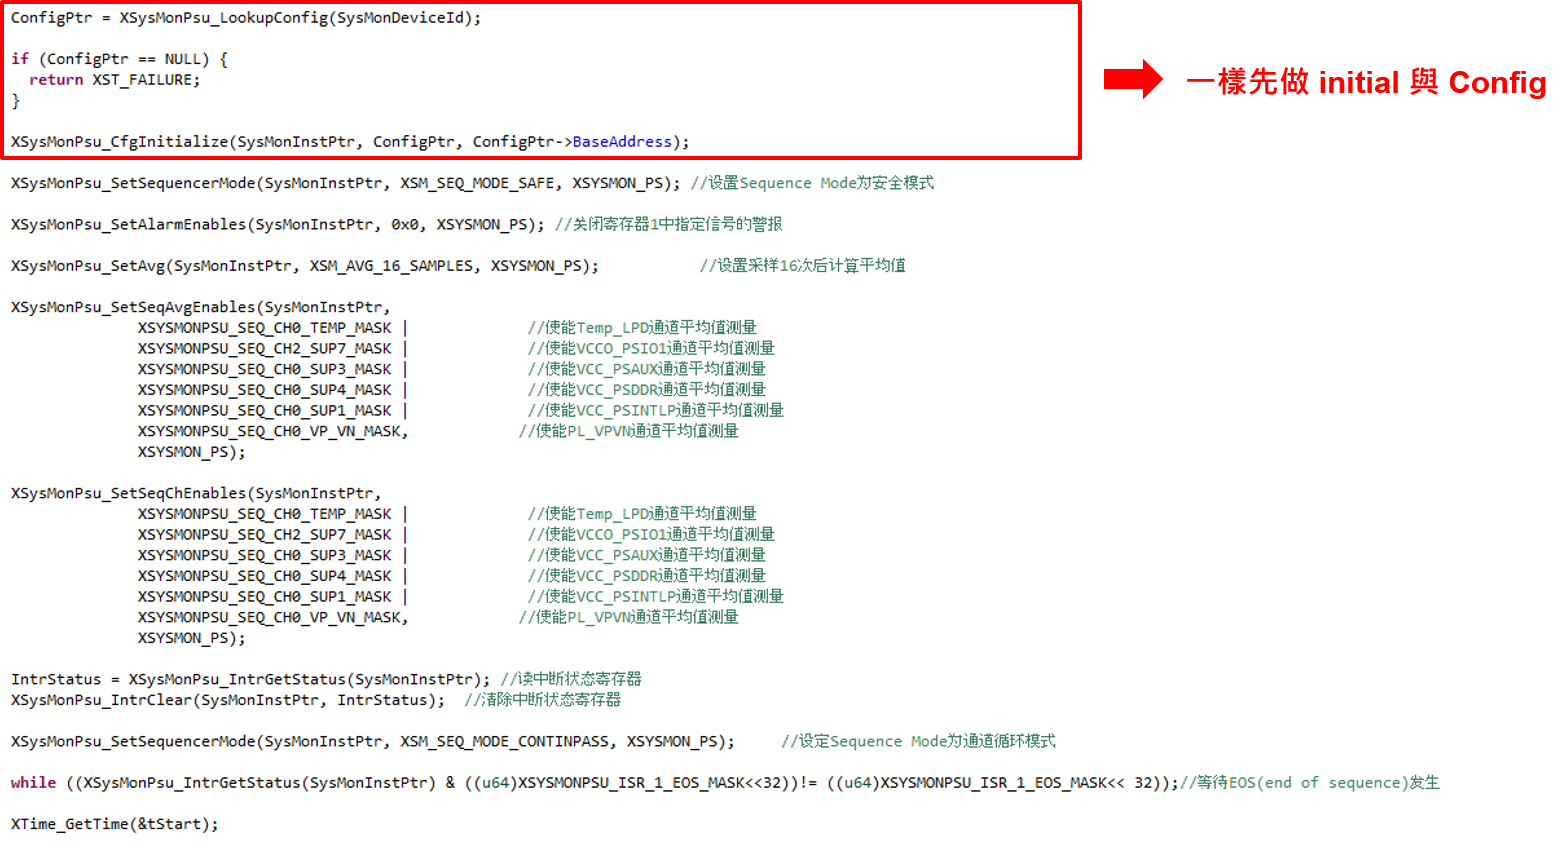 ConfigPtr = XSysMonPsu_LookupConfig(SysMonDeviceId);
if (ConfigPtr == NULL) {
return XST_FAILURE;
}
XSysMonPsu_CfgInitialize(SysMonInstPtr, ConfigPtr, ConfigPtr->BaseAddress);
一樣先做 initial 與 Config
XSysMonPsu_SetSequencerMode(SysMonInstPtr, XSM_SEQ_MODE_SAFE, XSYSMON_PS); //设置Sequence Mode为安全模式
XSysMonPsu_SetAlarmEnables(SysMonInstPtr, 0x0, XSYSMON_PS); //关闭寄存器1中指定信号的警报
XSysMonPsu_SetAvg(SysMonInstPtr, XSM_AVG_16_SAMPLES, XSYSMON_PS); //设置采样16次后计算平均值
XSysMonPsu_SetSeqAvgEnables(SysMonInstPtr,
XSYSMONPSU_SEQ_CH0_TEMP_MASK | //使能Temp_LPD通道平均值测量
XSYSMONPSU_SEQ_CH2_SUP7_MASK | //使能VCCO_PSIO1通道平均值测量
XSYSMONPSU_SEQ_CH0_SUP3_MASK | //使能VCC_PSAUX通道平均值测量
XSYSMONPSU_SEQ_CH0_SUP4_MASK | //使能VCC_PSDDR通道平均值测量
XSYSMONPSU_SEQ_CH0_SUP1_MASK | //使能VCC_PSINTLP通道平均值测量
XSYSMONPSU_SEQ_CH0_VP_VN_MASK, //使能PL_VPVN通道平均值测量
XSYSMON_PS);
XSysMonPsu_SetSeqChEnables(SysMonInstPtr,
XSYSMONPSU_SEQ_CH0_TEMP_MASK | //使能Temp_LPD通道平均值测量
XSYSMONPSU_SEQ_CH2_SUP7_MASK | //使能VCCO_PSIO1通道平均值测量
XSYSMONPSU_SEQ_CH0_SUP3_MASK | //使能VCC_PSAUX通道平均值测量
XSYSMONPSU_SEQ_CH0_SUP4_MASK | //使能VCC_PSDDR通道平均值测量
XSYSMONPSU_SEQ_CH0_SUP1_MASK | //使能VCC_PSINTLP通道平均值测量
XSYSMONPSU_SEQ_CH0_VP_VN_MASK, //使能PL_VPVN通道平均值测量
XSYSMON_PS);
IntrStatus = XSysMonPsu_IntrGetStatus(SysMonInstPtr); //读中断状态寄存器
XSysMonPsu_IntrClear(SysMonInstPtr, IntrStatus); //清除中断状态寄存器
XSysMonPsu_SetSequencerMode(SysMonInstPtr, XSM_SEQ_MODE_CONTINPASS, XSYSMON_PS); //设定Sequence Mode为通道循环模式
while ((XSysMonPsu_IntrGetStatus(SysMonInstPtr) & ((u64)XSYSMONPSU_ISR_1_EOS_MASK<<32))!= ((u64)XSYSMONPSU_ISR_1_EOS_MASK<< 32));//等待EOS(end of sequence)发生
XTime_GetTime(&tStart);